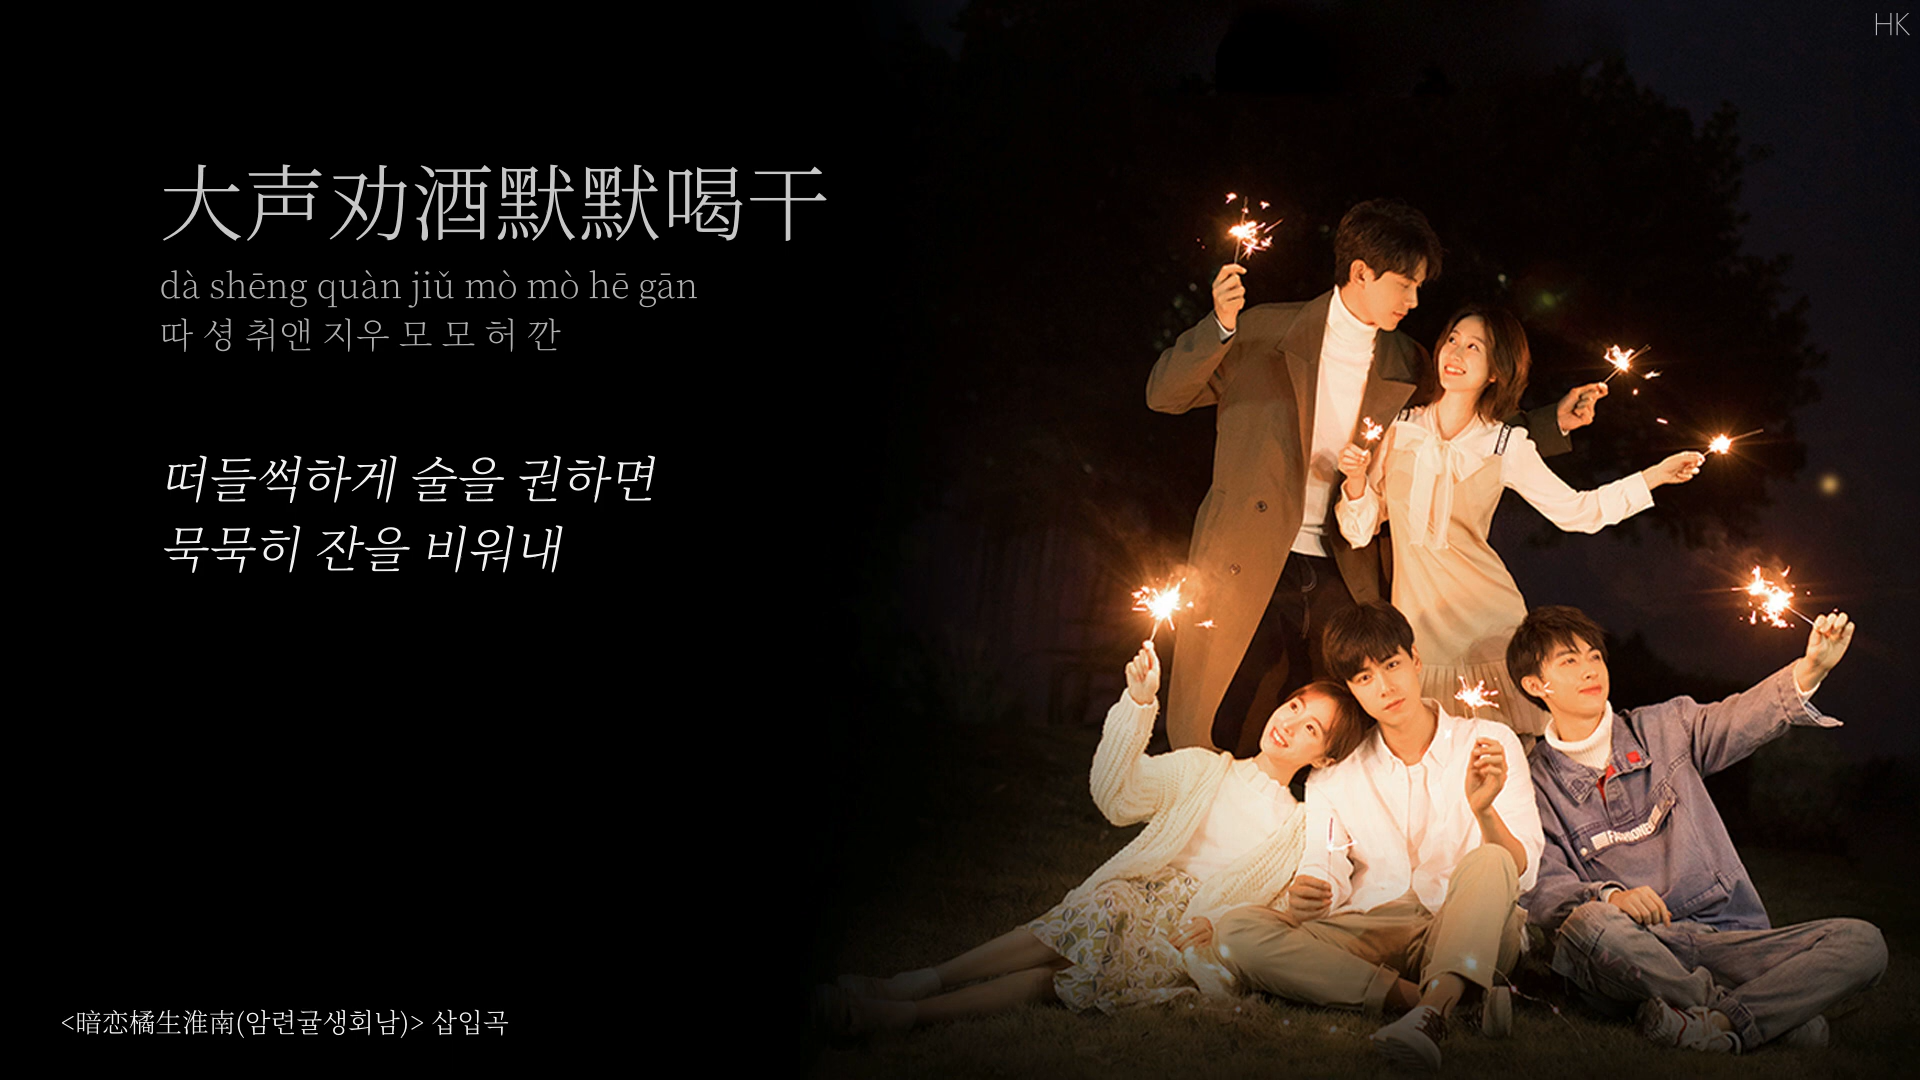 HK
大声劝酒默默喝干
dà shēng quàn jiǔ mò mò hē gān
따 셩 취앤 지우 모 모 허 깐
떠들썩하게 술을 권하면
묵묵히 잔을 비워내
<暗恋橘生淮南(암련귤생회남)> 삽입곡